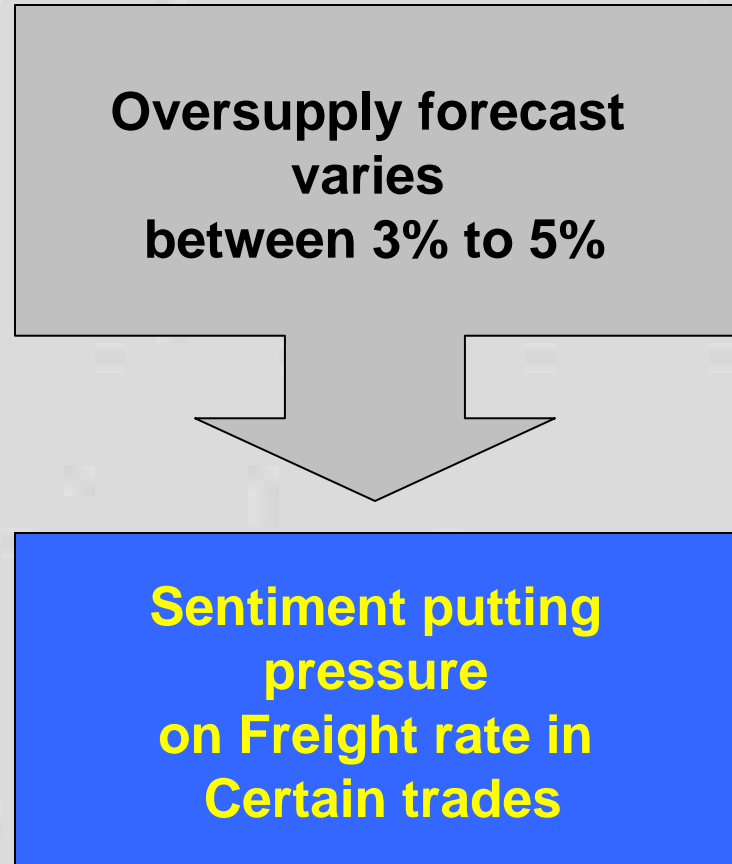 Oversupply forecast
varies
between 3% to 5%
Sentiment putting
pressure
on Freight rate in
Certain trades